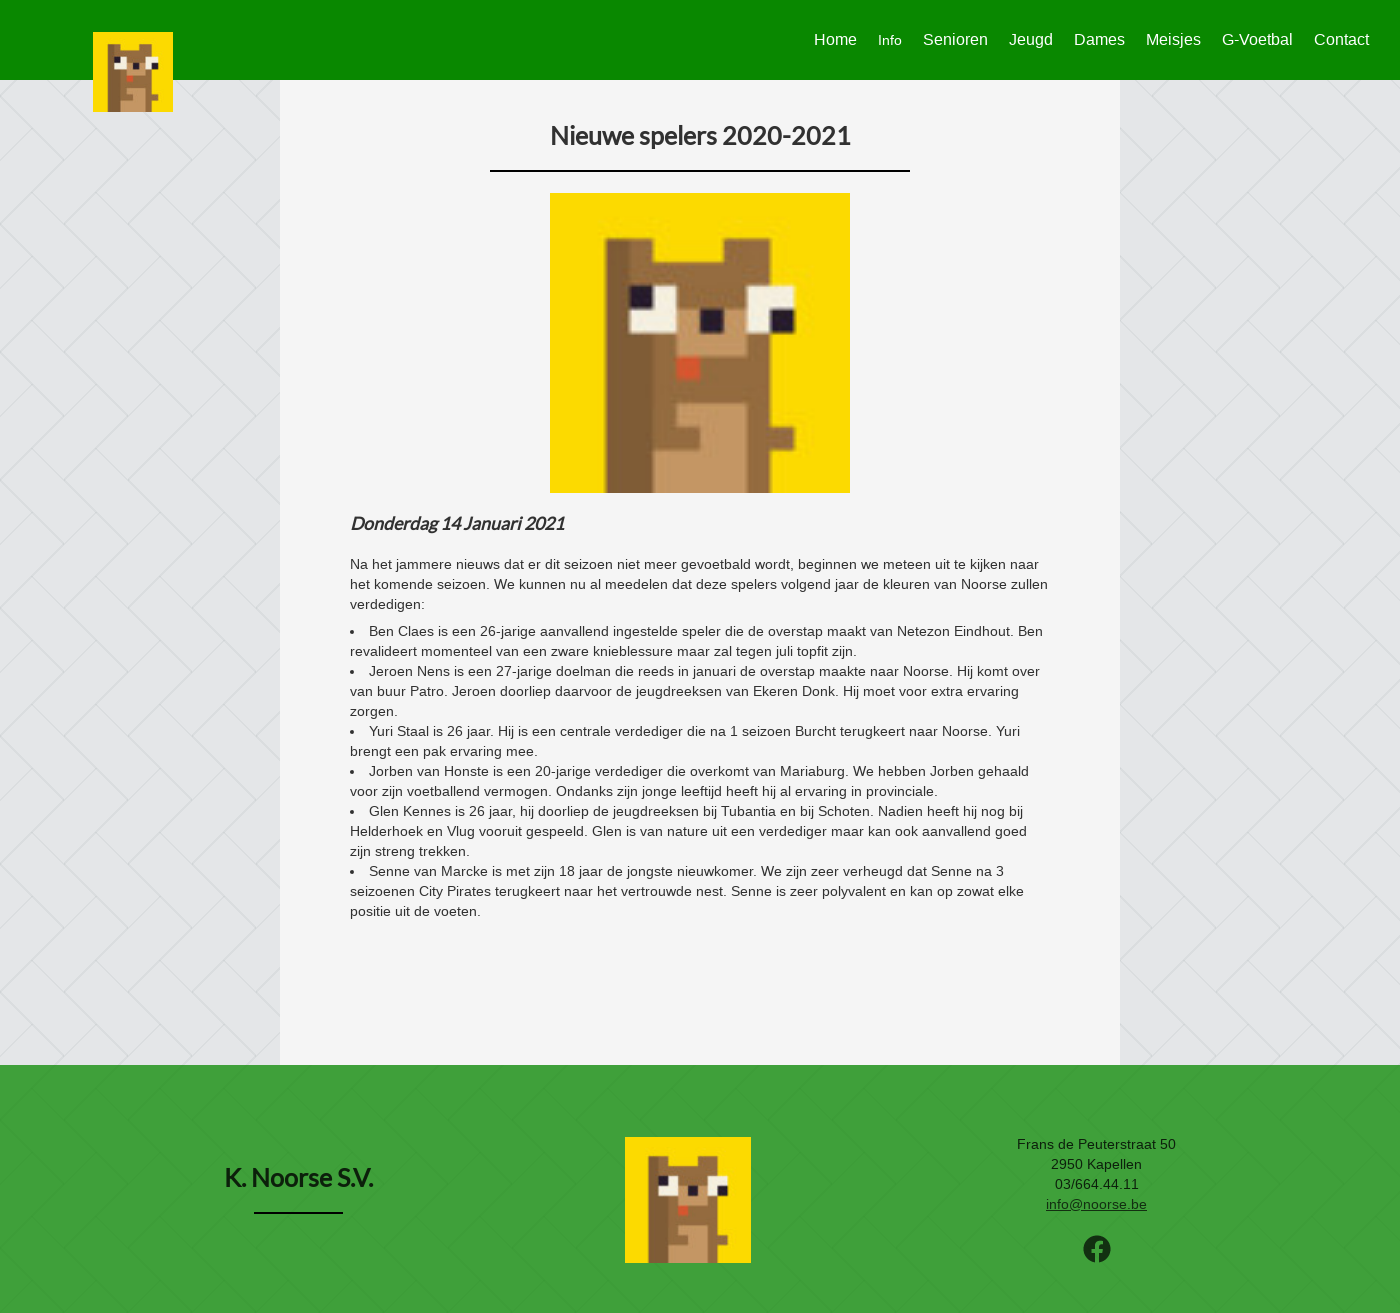 Home Info Senioren Jeugd Dames Meisjes G-Voetbal Contact
Nieuwe spelers 2020-2021
Donderdag 14 Januari 2021
Na het jammere nieuws dat er dit seizoen niet meer gevoetbald wordt, beginnen we meteen uit te kijken naar
het komende seizoen. We kunnen nu al meedelen dat deze spelers volgend jaar de kleuren van Noorse zullen
verdedigen:
• Ben Claes is een 26-jarige aanvallend ingestelde speler die de overstap maakt van Netezon Eindhout. Ben
revalideert momenteel van een zware knieblessure maar zal tegen juli topfit zijn.
• Jeroen Nens is een 27-jarige doelman die reeds in januari de overstap maakte naar Noorse. Hij komt over
van buur Patro. Jeroen doorliep daarvoor de jeugdreeksen van Ekeren Donk. Hij moet voor extra ervaring
zorgen.
• Yuri Staal is 26 jaar. Hij is een centrale verdediger die na 1 seizoen Burcht terugkeert naar Noorse. Yuri
brengt een pak ervaring mee.
• Jorben van Honste is een 20-jarige verdediger die overkomt van Mariaburg. We hebben Jorben gehaald
voor zijn voetballend vermogen. Ondanks zijn jonge leeftijd heeft hij al ervaring in provinciale.
• Glen Kennes is 26 jaar, hij doorliep de jeugdreeksen bij Tubantia en bij Schoten. Nadien heeft hij nog bij
Helderhoek en Vlug vooruit gespeeld. Glen is van nature uit een verdediger maar kan ook aanvallend goed
zijn streng trekken.
• Senne van Marcke is met zijn 18 jaar de jongste nieuwkomer. We zijn zeer verheugd dat Senne na 3
seizoenen City Pirates terugkeert naar het vertrouwde nest. Senne is zeer polyvalent en kan op zowat elke
positie uit de voeten.
K. Noorse S.V.
Frans de Peuterstraat 50
2950 Kapellen
03/664.44.11
info@noorse.be